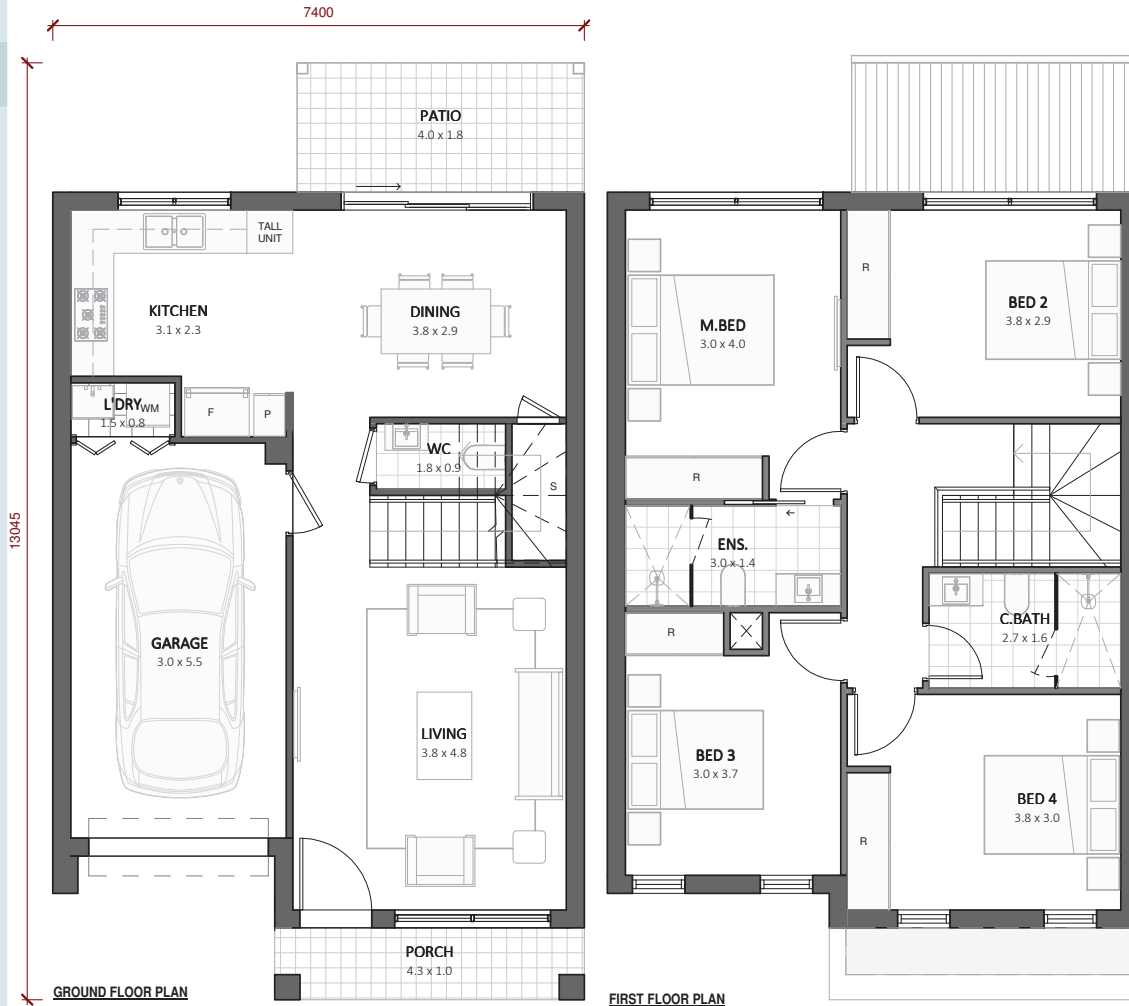 7400
13045
PATIO
4.0 x 1.8
TALL
UNIT
KITCHEN
3.1 x 2.3
DINING
3.8 x 2.9
L'DRY
WM
1.5 x 0.8
F
P
WC
1.8 x 0.9
S
GARAGE
3.0 x 5.5
LIVING
3.8 x 4.8
PORCH
4.3 x 1.0
GROUND FLOOR PLAN
R
M.BED
3.0 x 4.0
BED 2
3.8 x 2.9
R
ENS.
3.0 x 1.4
C.BATH
2.7 x 1.6
R
BED 3
3.0 x 3.7
BED 4
3.8 x 3.0
R
FIRST FLOOR PLAN